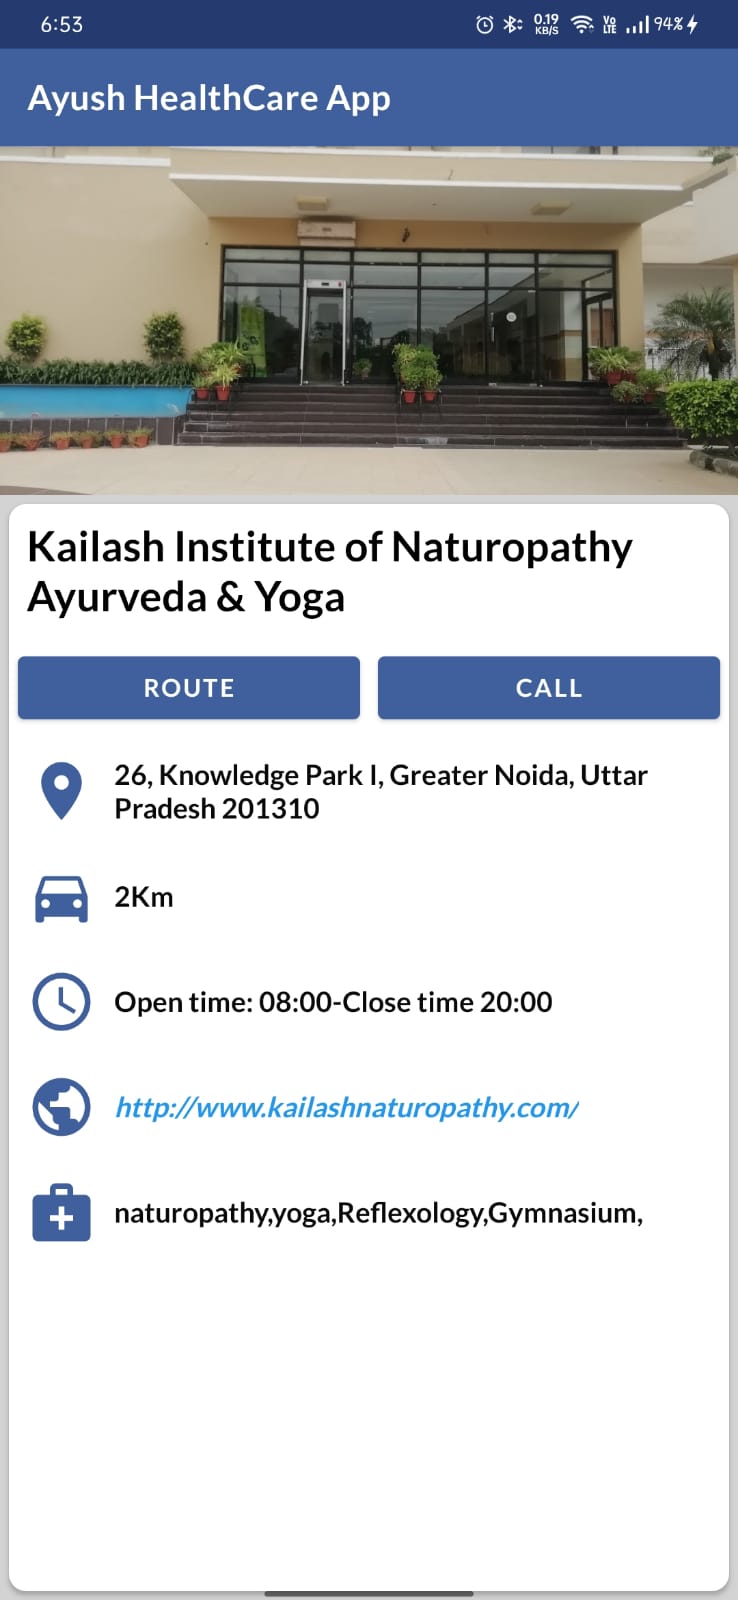 6:53
0.19
KB/S
Vo
LTE
94%
Ayush HealthCare App
Kailash Institute of Naturopathy
Ayurveda & Yoga
ROUTE
CALL
26, Knowledge Park I, Greater Noida, Uttar
Pradesh 201310
2Km
Open time: 08:00-Close time 20:00
http://www.kailashnaturopathy.com/
naturopathy,yoga,Reflexology,Gymnasium,